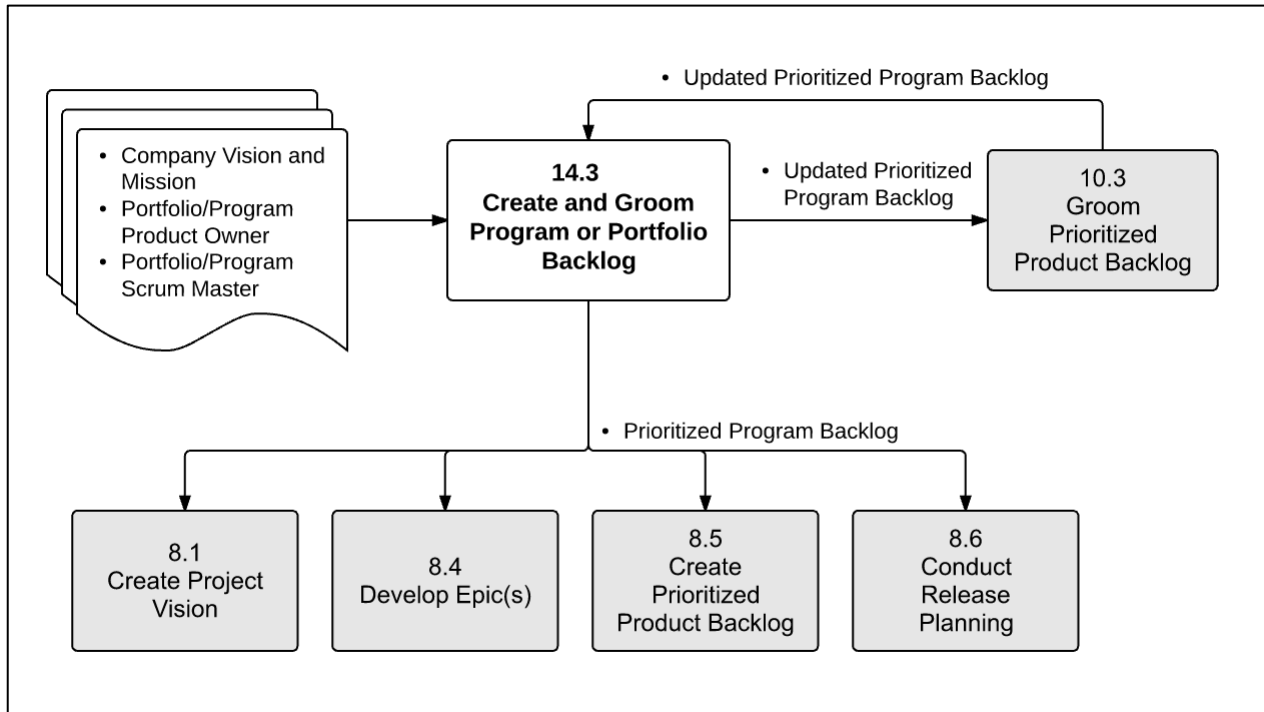 • Updated Prioritized Program Backlog
• Company Vision and
Mission
• Portfolio/Program
Product Owner
• Portfolio/Program
Scrum Master
14.3
Create and Groom
Program or Portfolio
Backlog
• Updated Prioritized
Program Backlog
10.3
Groom
Prioritized
Product Backlog
• Prioritized Program Backlog
8.1
Create Project
Vision
8.4
Develop Epic(s)
8.5
Create
Prioritized
Product Backlog
8.6
Conduct
Release
Planning